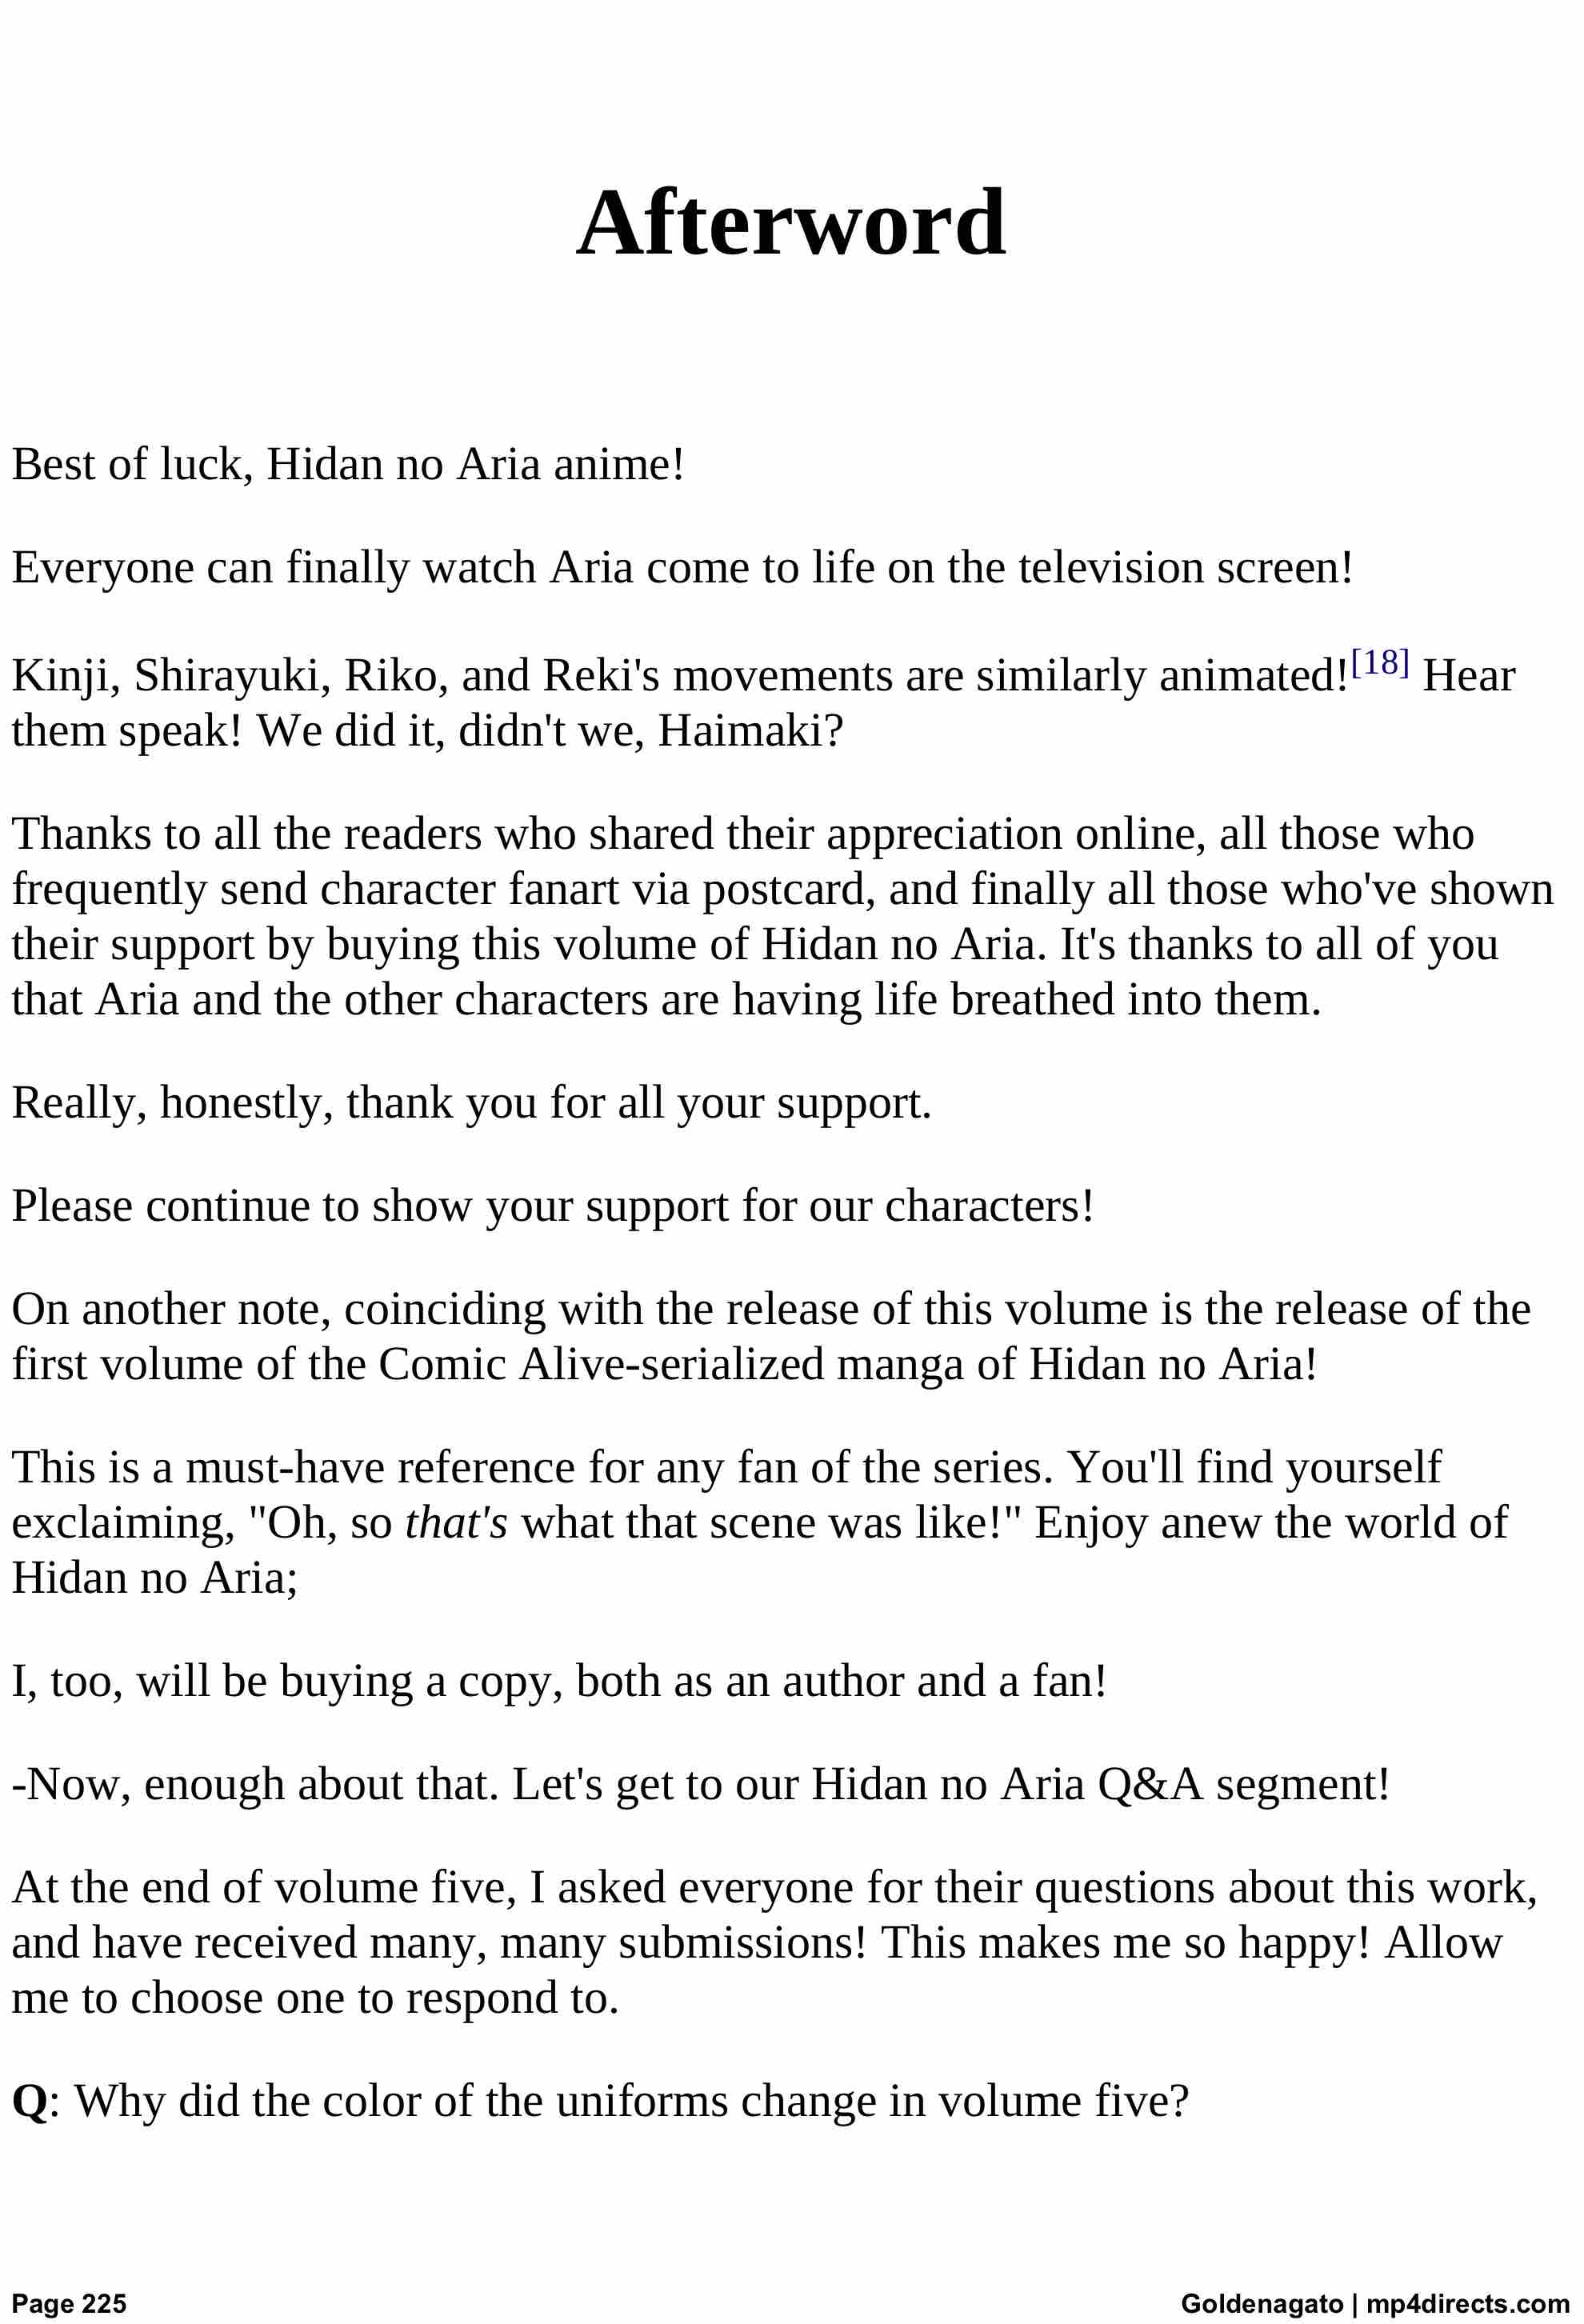 Afterword
Best of luck, Hidan no Aria anime!
Everyone can finally watch Aria come to life on the television screen!
Kinji, Shirayuki, Riko, and Reki's movements are similarly animated![18] Hear
them speak! We did it, didn't we, Haimaki?
Thanks to all the readers who shared their appreciation online, all those who
frequently send character fanart via postcard, and finally all those who've shown
their support by buying this volume of Hidan no Aria. It's thanks to all of you
that Aria and the other characters are having life breathed into them.
Really, honestly, thank you for all your support.
Please continue to show your support for our characters!
On another note, coinciding with the release of this volume is the release of the
first volume of the Comic Alive-serialized manga of Hidan no Aria!
This is a must-have reference for any fan of the series. You'll find yourself
exclaiming, "Oh, so that's what that scene was like!" Enjoy anew the world of
Hidan no Aria;
I, too, will be buying a copy, both as an author and a fan!
-Now, enough about that. Let's get to our Hidan no Aria Q&A segment!
At the end of volume five, I asked everyone for their questions about this work,
and have received many, many submissions! This makes me so happy! Allow
me to choose one to respond to.
Q: Why did the color of the uniforms change in volume five?
Page 225 Goldenagato | mp4directs.com